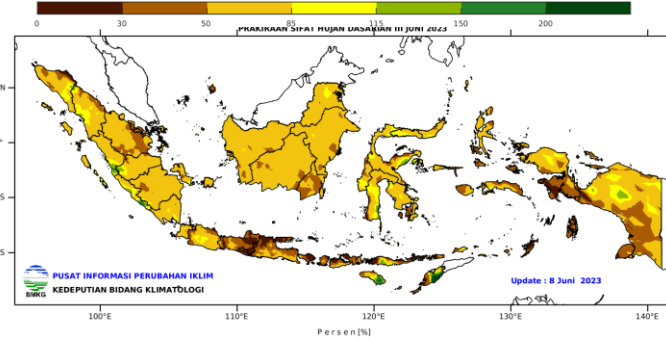 0 30 50 85 115 150 200
PRAKIRAAN SIFAT HUJAN DASARIAN III JUNI 2023
N
S
S
PUSAT INFORMASI PERUBAHAN IKLIM
KEDEPUTIAN BIDANG KLIMATOLOGI
BMKG
Update : 8 Juni 2023
100°E 110°E 120°E 130°E 140°E
Persen[%]